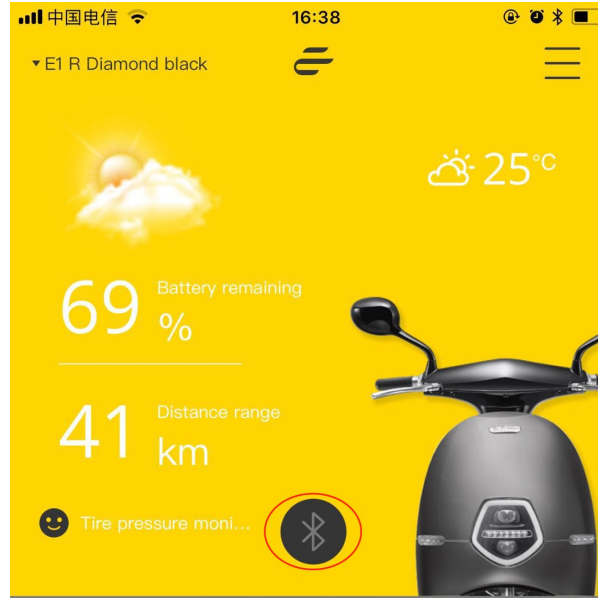 中国电信
16:38
E1 R Diamond black
25°C
69
Battery remaining
%
41
Distance range
km
Tire pressure moni...